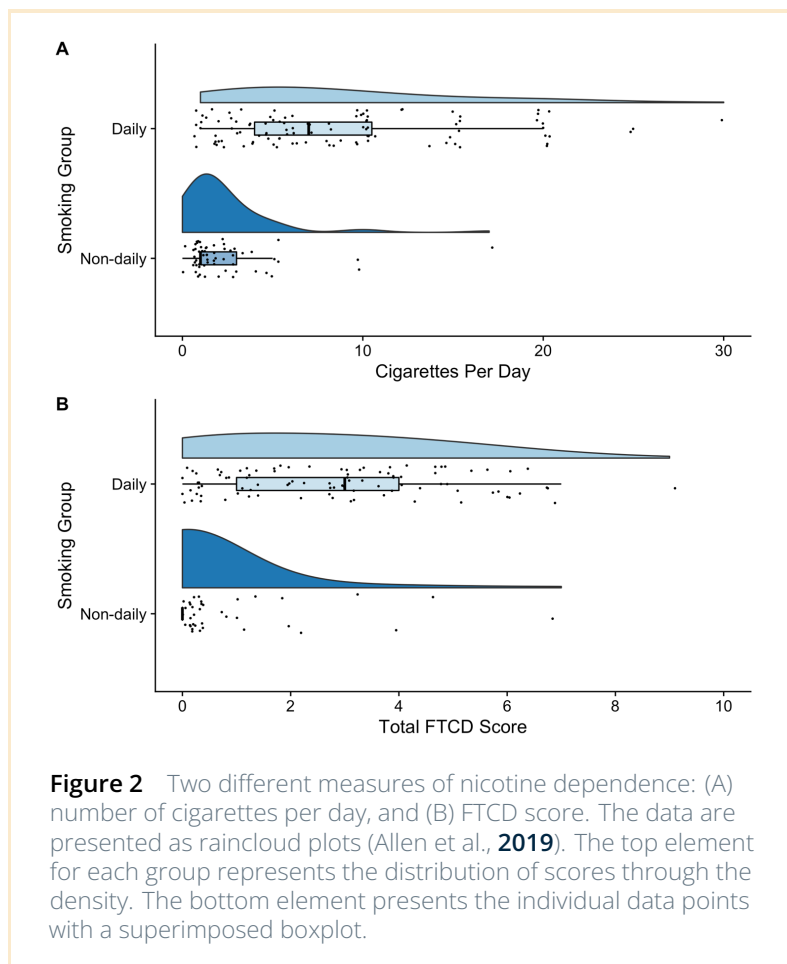 A
Smoking Group
Daily
Non-daily
0 10 20 30
Cigarettes Per Day
B
Smoking Group
Daily
Non-daily
0 2 4 6 8 10
Total FTCD Score
Figure 2 Two different measures of nicotine dependence: (A)
number of cigarettes per day, and (B) FTCD score. The data are
presented as raincloud plots (Allen et al., 2019). The top element
for each group represents the distribution of scores through the
density. The bottom element presents the individual data points
with a superimposed boxplot.